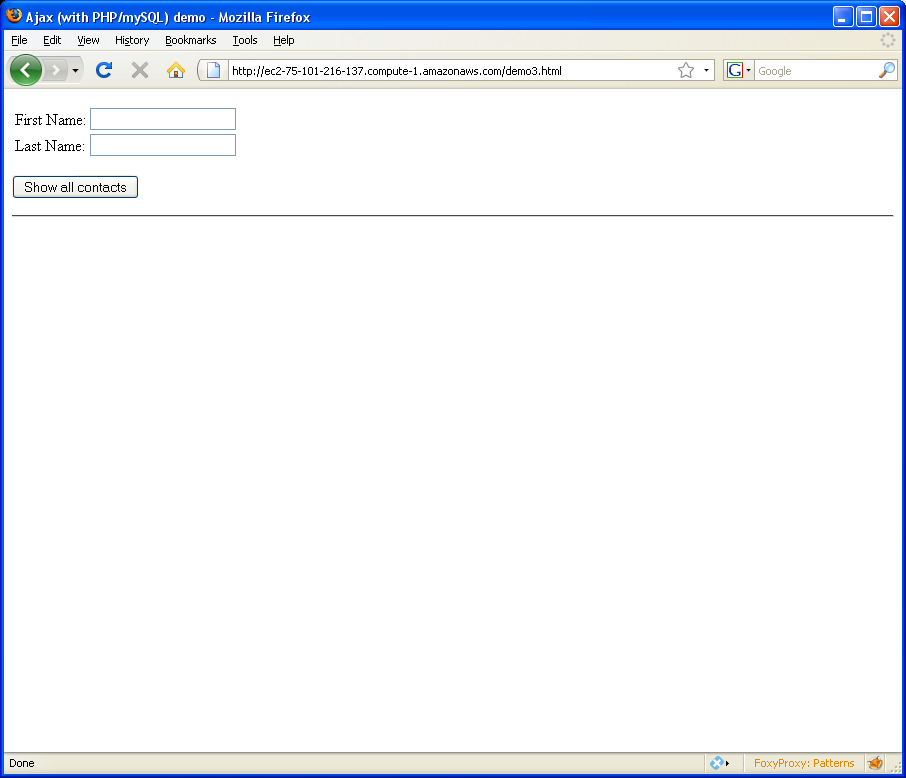 Ajax (with PHP/mySQL) demo - Mozilla Firefox
File Edit View History Bookmarks Tools Help
http://ec2-75-101-216-137.compute-1.amazonaws.com/demo3.html G Google
First Name:
Last Name:
Show all contacts
Done FoxyProxy: Patterns